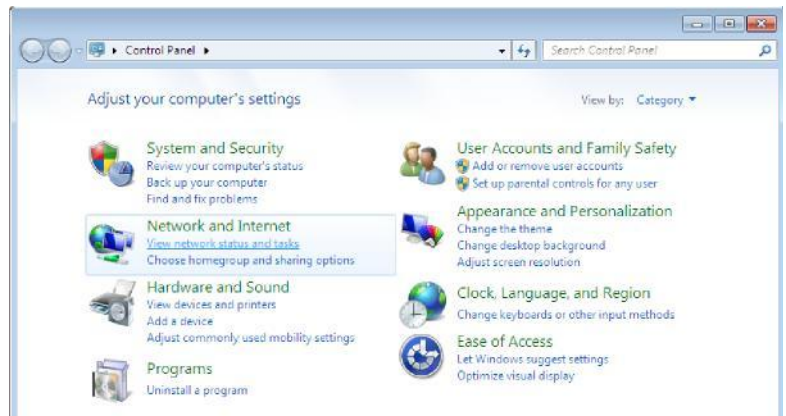 Control Panel
Search Control Panel
Adjust your computer's settings
View by: Category
System and Security
Review your computer's status
Back up your computer
Find and fix problems
Network and Internet
View network status and tasks
Choose homegroup and sharing options
Hardware and Sound
View devices and printers
Add a device
Adjust commonly used mobility settings
Programs
Uninstall a program
User Accounts and Family Safety
Add or remove user accounts
Set up parental controls for any user
Appearance and Personalization
Change the theme
Change desktop background
Adjust screen resolution
Clock, Language, and Region
Change keyboards or other input methods
Ease of Access
Let Windows suggest settings
Optimize visual display